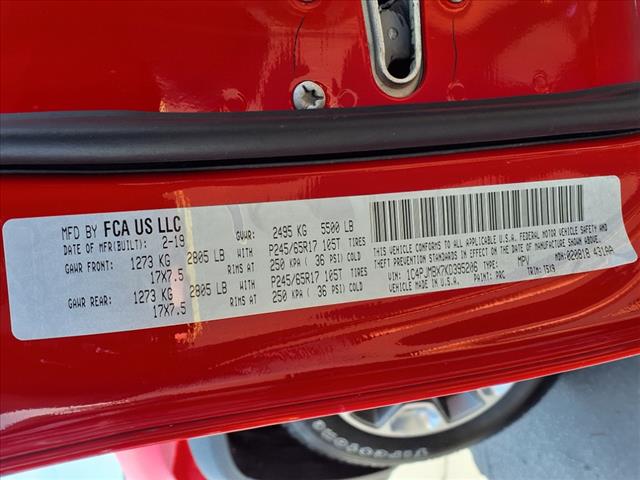 MFD BY FCA US LLC GVWR: 2495 KG 5500 LB
DATE OF MFR(BUILT): 2-19
GAWR FRONT: 1273 KG 2805 LB WITH P245/65R17 105T TIRES
17X7.5 RIMS AT 250 KPA ( 36 PSI) COLD
GAWR REAR: 1273 KG 2805 LB WITH P245/65R17 105T TIRES
17X7.5 RIMS AT 250 KPA ( 36 PSI) COLD
THIS VEHICLE CONFORMS TO ALL APPLICABLE U.S.A. FEDERAL MOTOR VEHICLE SAFETY AND
THEFT PREVENTION STANDARDS IN EFFECT ON THE DATE OF MANUFACTURE SHOWN ABOVE.
VIN: 1C4PJMBX7KD395206 TYPE: MPV MDH: 020818 431AA
VEHICLE MADE IN U.S.A. PAINT: PRC TRIM: T5X9
Firestone